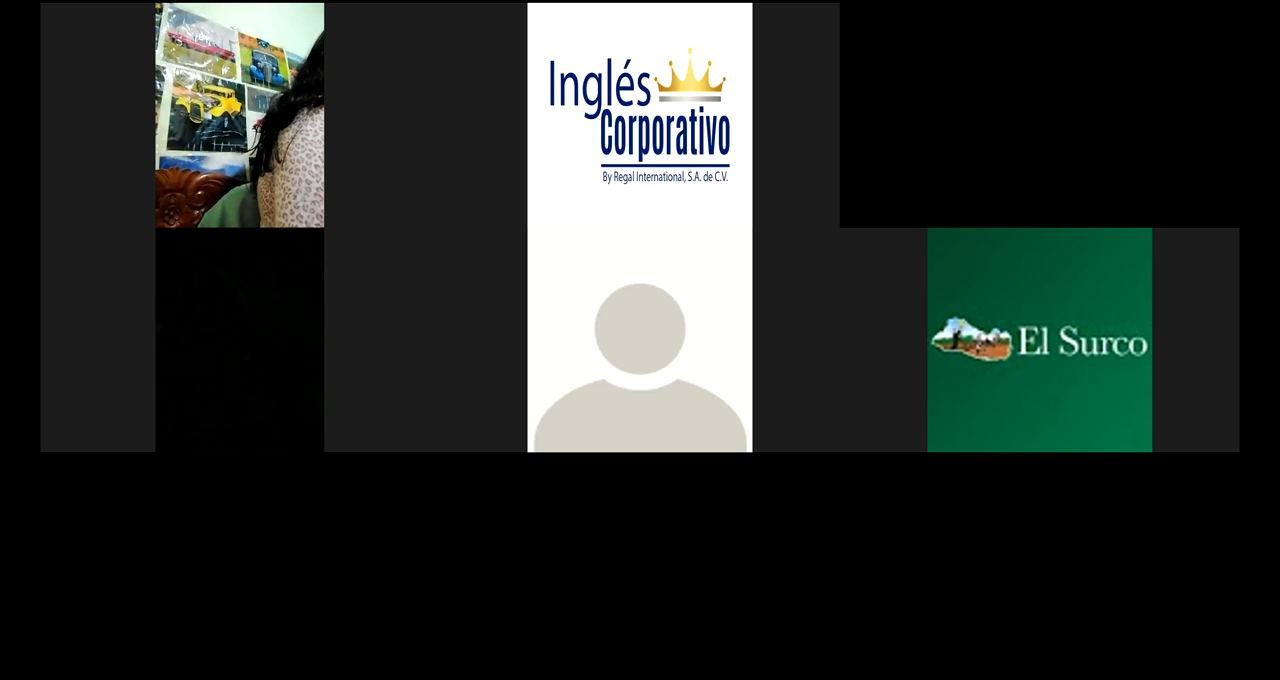 Inglés
Corporativo
By Regal International, S.A. de C.V.
El Surco